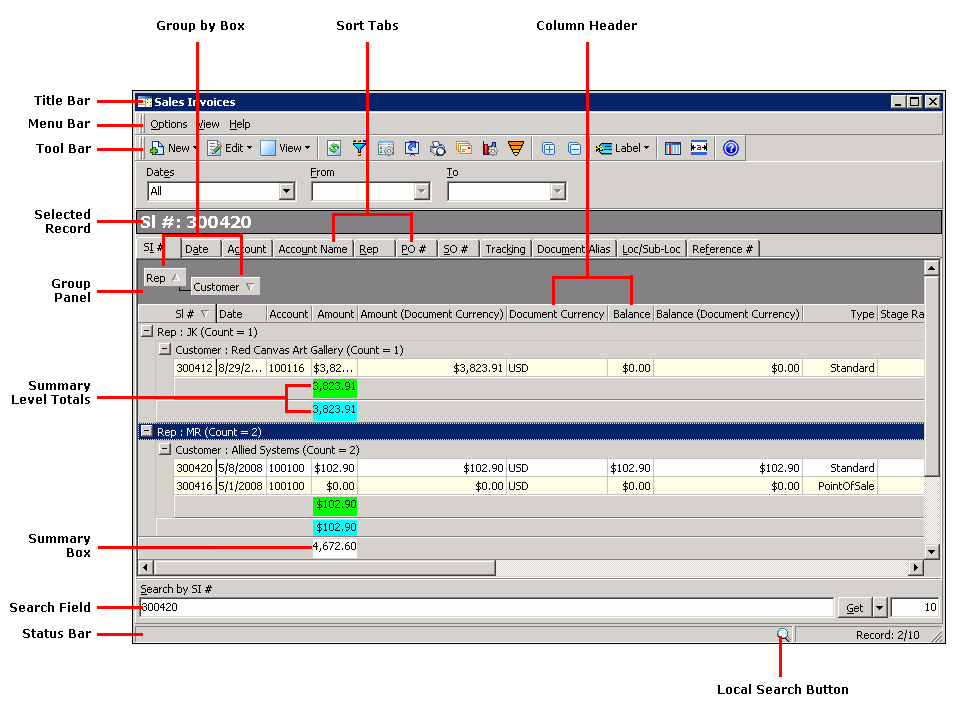 Group by Box Sort Tabs Column Header
Title Bar
Sales Invoices
Menu Bar
Options View Help
Tool Bar
New Edit View Label
Dates From To
All
Selected Record
Sl #: 300420
SI # Date Account Account Name Rep PO # SO # Tracking Document Alias Loc/Sub-Loc Reference #
Group Panel
Rep
Customer
Sl # Date Account Amount Amount (Document Currency) Document Currency Balance Balance (Document Currency) Type Stage Ra
Rep : JK (Count = 1)
Customer : Red Canvas Art Gallery (Count = 1)
300412 8/29/2... 100116 $3,82... $3,823.91 USD $0.00 $0.00 Standard
Summary Level Totals
3,823.91
3,823.91
Rep : MR (Count = 2)
Customer : Allied Systems (Count = 2)
300420 5/8/2008 100100 $102.90 $102.90 USD $102.90 $102.90 Standard
300416 5/1/2008 100100 $0.00 $0.00 USD $0.00 $0.00 PointOfSale
$102.90
$102.90
Summary Box
4,672.60
Search by SI #
Search Field
300420 Get 10
Status Bar
Record: 2/10
Local Search Button